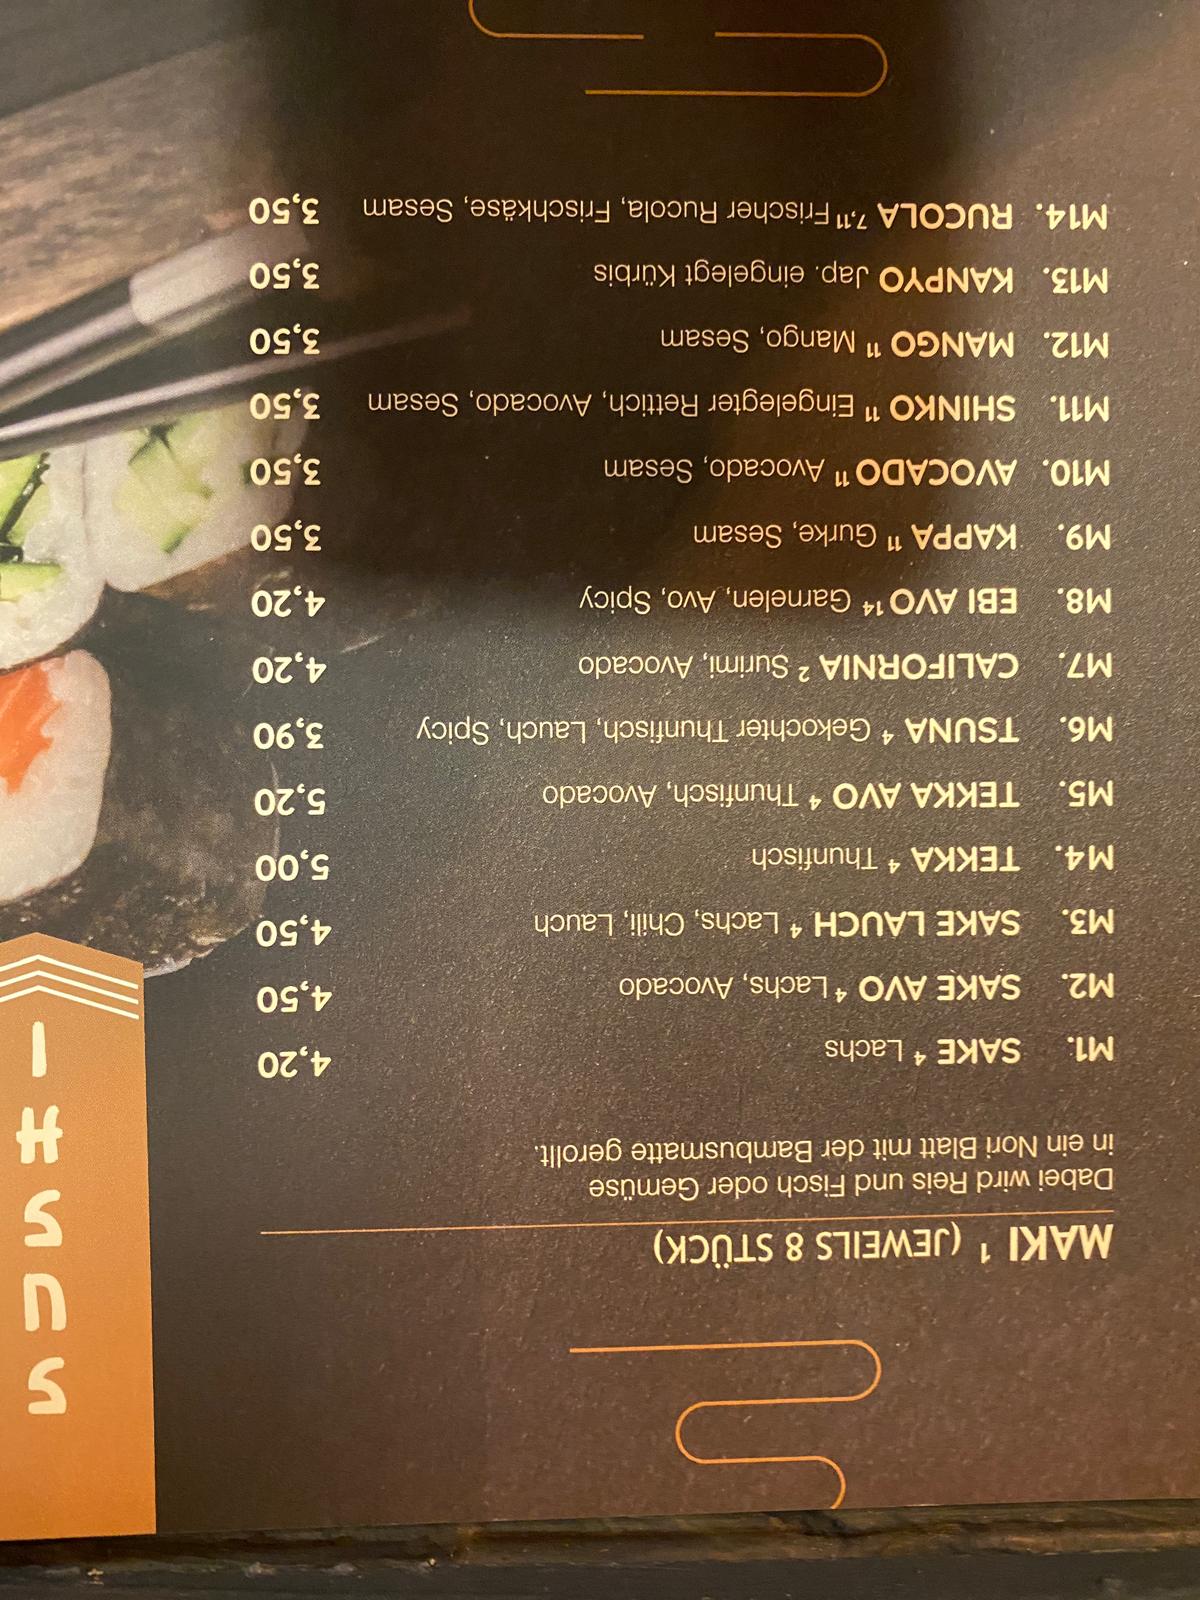 SUSHI
MAKI ¹ (JEWEILS 8 STÜCK)
Dabei wird Reis und Fisch oder Gemüse
in ein Nori Blatt mit der Bambusmatte gerollt.
M1. SAKE ⁴ Lachs 4,20
M2. SAKE AVO ⁴ Lachs, Avocado 4,50
M3. SAKE LAUCH ⁴ Lachs, Chili, Lauch 4,50
M4. TEKKA ⁴ Thunfisch 5,00
M5. TEKKA AVO ⁴ Thunfisch, Avocado 5,20
M6. TSUNA ⁴ Gekochter Thunfisch, Lauch, Spicy 3,90
M7. CALIFORNIA ² Surimi, Avocado 4,20
M8. EBI AVO ¹⁴ Garnelen, Avo, Spicy 4,20
M9. KAPPA ¹¹ Gurke, Sesam 3,50
M10. AVOCADO ¹¹ Avocado, Sesam 3,50
M11. SHINKO ¹¹ Eingelegter Rettich, Avocado, Sesam 3,50
M12. MANGO ¹¹ Mango, Sesam 3,50
M13. KANPYO Jap. eingelegt Kürbis 3,50
M14. RUCOLA ⁷,¹¹ Frischer Rucola, Frischkäse, Sesam 3,50